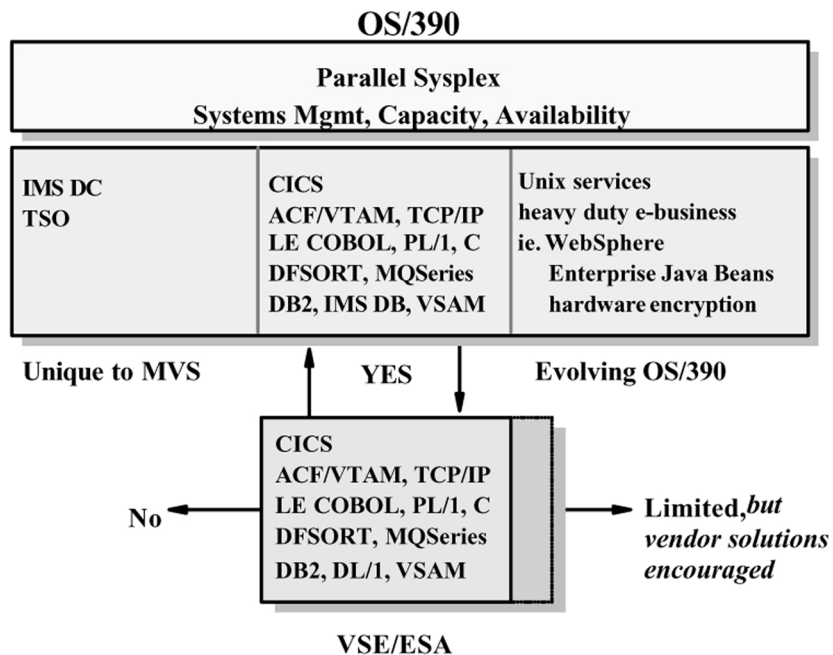 OS/390
Parallel Sysplex
Systems Mgmt, Capacity, Availability
IMS DC
TSO
CICS
ACF/VTAM, TCP/IP
LE COBOL, PL/1, C
DFSORT, MQSeries
DB2, IMS DB, VSAM
Unix services
heavy duty e-business
ie. WebSphere
Enterprise Java Beans
hardware encryption
Unique to MVS
YES
Evolving OS/390
CICS
ACF/VTAM, TCP/IP
LE COBOL, PL/1, C
DFSORT, MQSeries
DB2, DL/1, VSAM
No
Limited, but
vendor solutions
encouraged
VSE/ESA